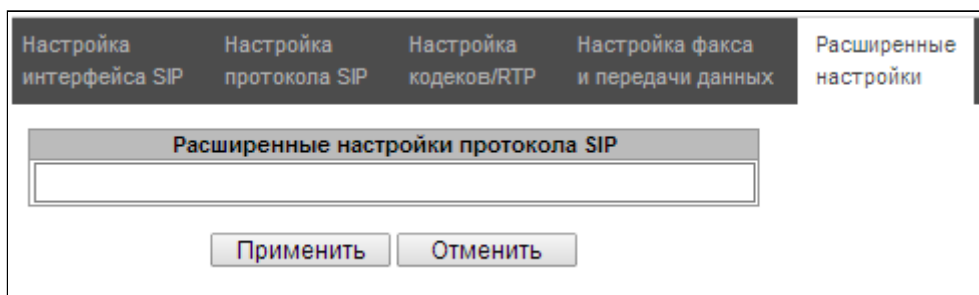 Настройка интерфейса SIP
Настройка протокола SIP
Настройка кодеков/RTP
Настройка факса и передачи данных
Расширенные настройки
Расширенные настройки протокола SIP
Применить
Отменить